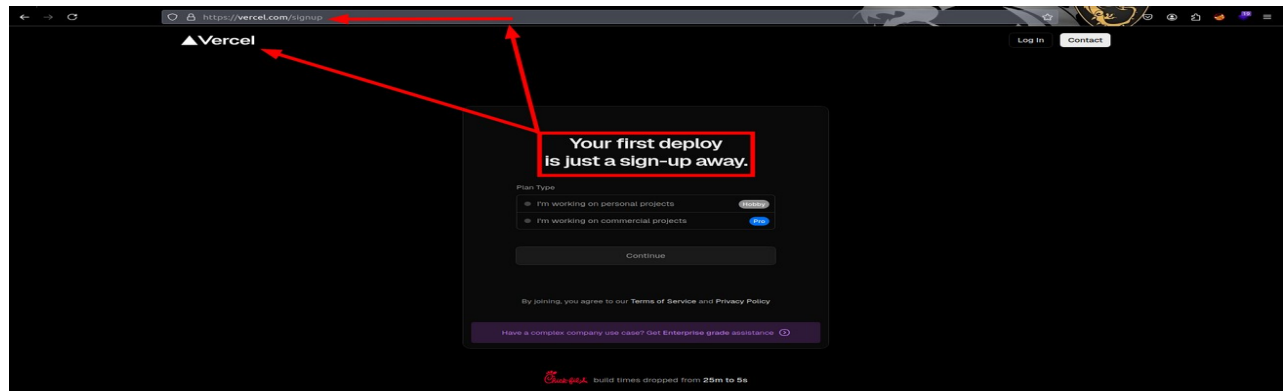 https://vercel.com/signup
15
Vercel
Log In
Contact
Your first deploy
is just a sign-up away.
Plan Type
I'm working on personal projects
Hobby
I'm working on commercial projects
Pro
Continue
By joining, you agree to our Terms of Service and Privacy Policy
Have a complex company use case? Get Enterprise grade assistance
Chick-fil-A build times dropped from 25m to 5s